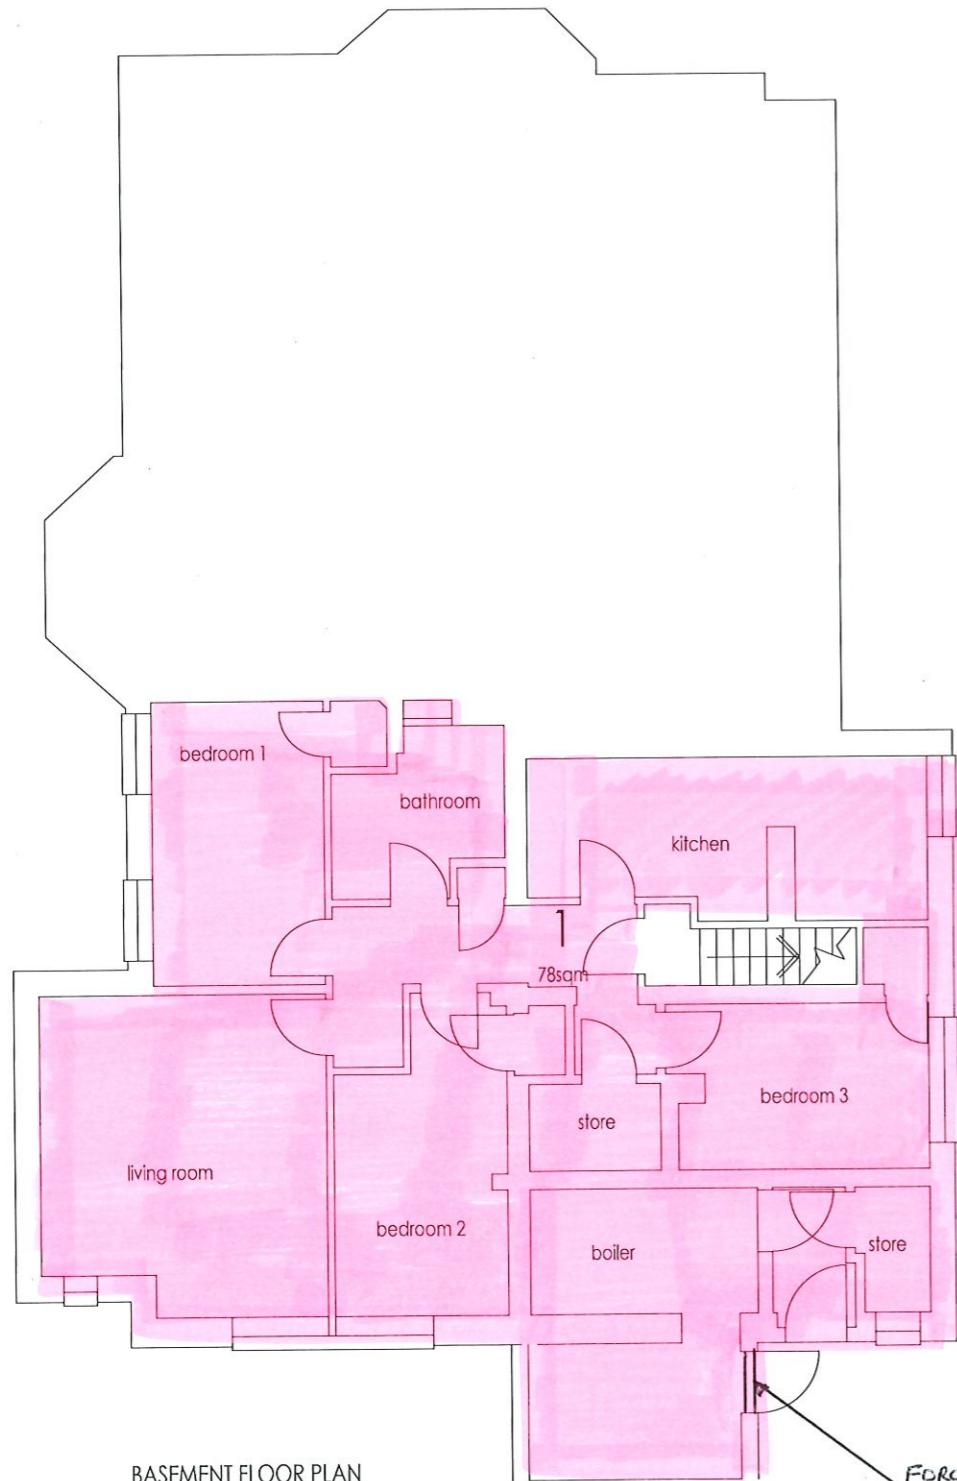 bedroom 1
bathroom
kitchen
1
78sqm
bedroom 3
store
living room
bedroom 2
boiler
store
BASEMENT FLOOR PLAN